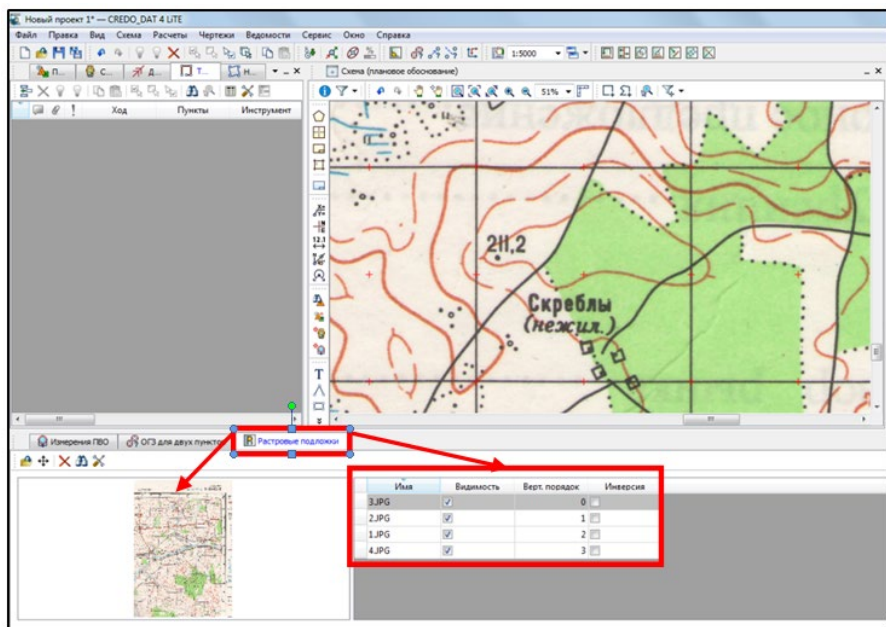 Новый проект 1* — CREDO_DAT 4 LiTE
Файл Правка Вид Схема Расчеты Чертежи Ведомости Сервис Окно Справка
1:5000
П... С... Д... Т... Н...
Схема (плановое обоснование)
51%
Ход Пункты Инструмент
12.1
211,2
Скреблы
(нежил.)
T
Измерения ПВО ОГЗ для двух пунктов Растровые подложки
Имя Видимость Верт. порядок Инверсия
3.JPG 0
2.JPG 1
1.JPG 2
4.JPG 3